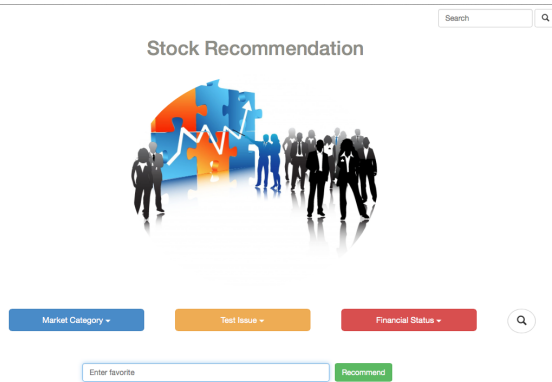 Search
Stock Recommendation
Market Category
Test Issue
Financial Status
Enter favorite
Recommend